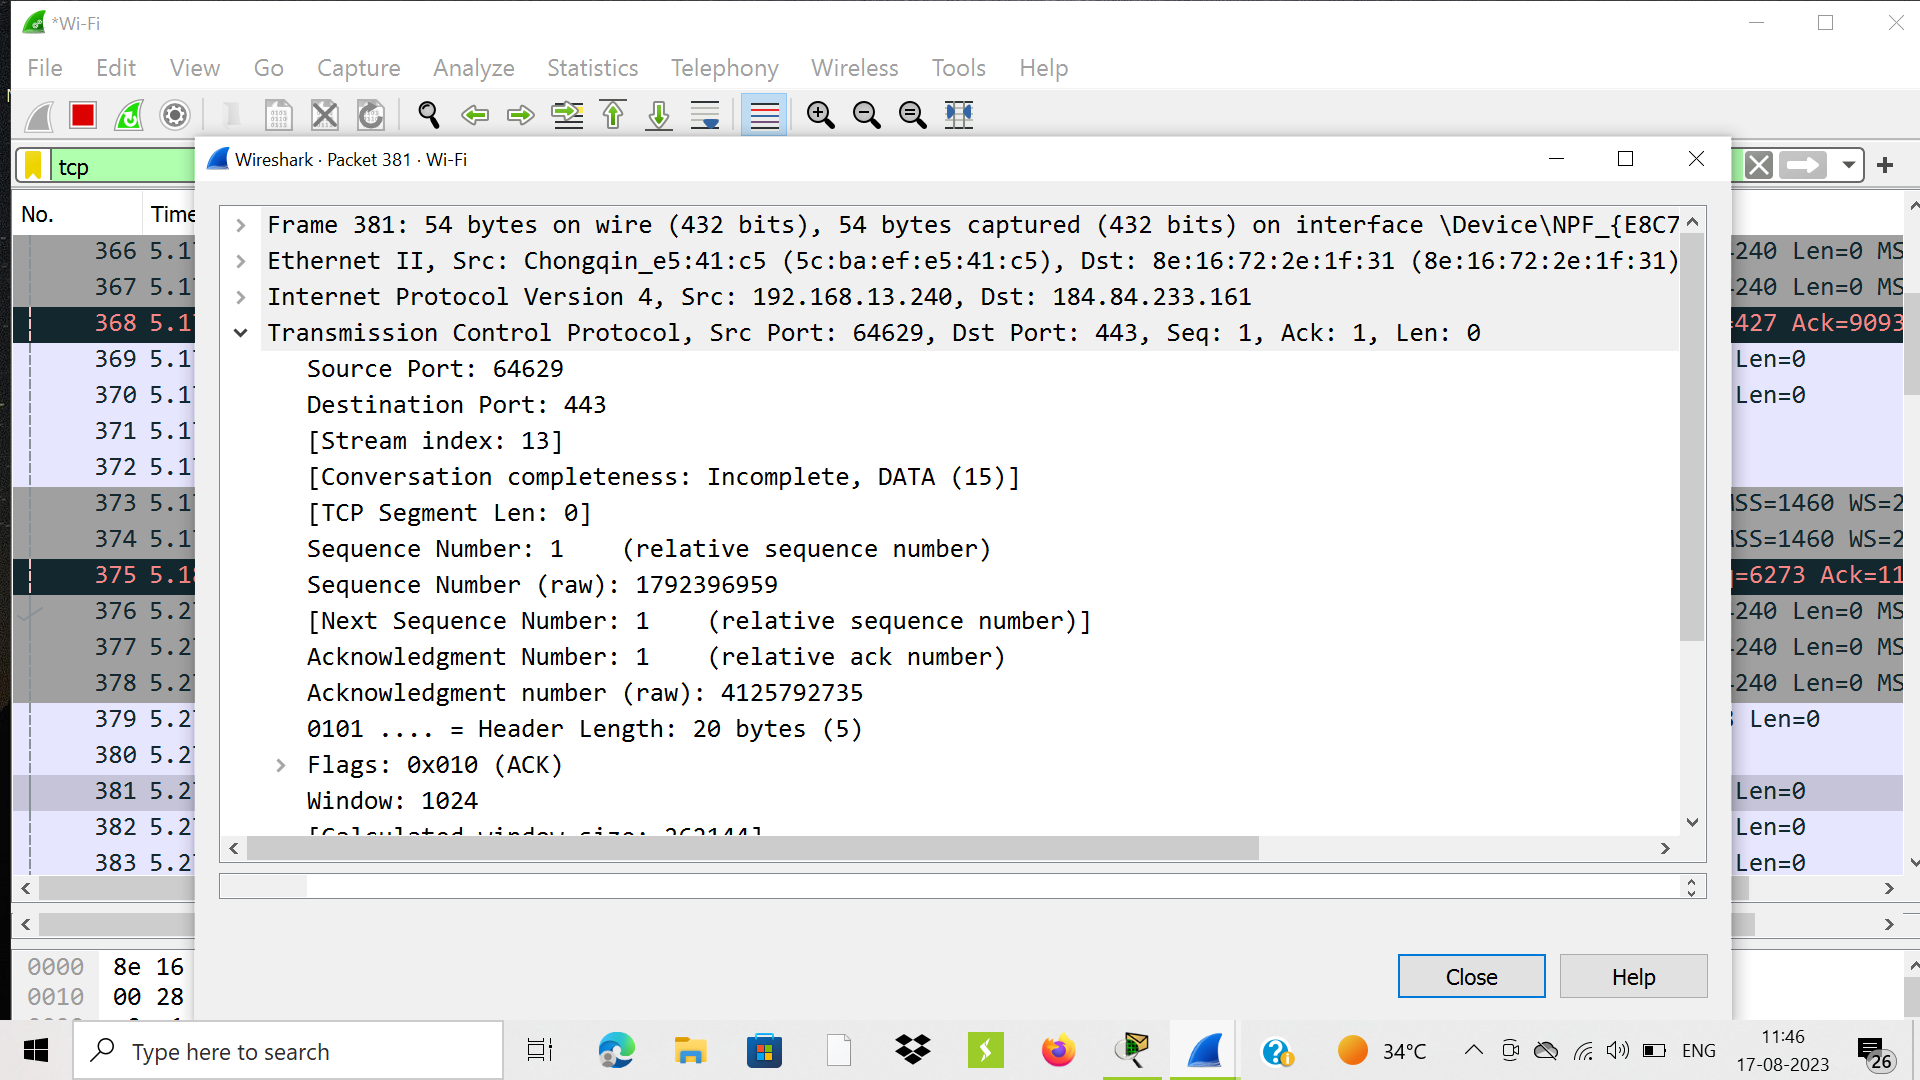 *Wi-Fi
File Edit View Go Capture Analyze Statistics Telephony Wireless Tools Help
tcp
Wireshark · Packet 381 · Wi-Fi
No. Time
Frame 381: 54 bytes on wire (432 bits), 54 bytes captured (432 bits) on interface \Device\NPF_{E8C7
Ethernet II, Src: Chongqin_e5:41:c5 (5c:ba:ef:e5:41:c5), Dst: 8e:16:72:2e:1f:31 (8e:16:72:2e:1f:31)
Internet Protocol Version 4, Src: 192.168.13.240, Dst: 184.84.233.161
Transmission Control Protocol, Src Port: 64629, Dst Port: 443, Seq: 1, Ack: 1, Len: 0
Source Port: 64629
Destination Port: 443
[Stream index: 13]
[Conversation completeness: Incomplete, DATA (15)]
[TCP Segment Len: 0]
Sequence Number: 1 (relative sequence number)
Sequence Number (raw): 1792396959
[Next Sequence Number: 1 (relative sequence number)]
Acknowledgment Number: 1 (relative ack number)
Acknowledgment number (raw): 4125792735
0101 .... = Header Length: 20 bytes (5)
Flags: 0x010 (ACK)
Window: 1024
[Calculated window size: 262144]
366 5.1
367 5.1
368 5.1
369 5.1
370 5.1
371 5.1
372 5.1
373 5.1
374 5.1
375 5.1
376 5.2
377 5.2
378 5.2
379 5.2
380 5.2
381 5.2
382 5.2
383 5.2
240 Len=0 MS
240 Len=0 MS
=427 Ack=9093
Len=0
Len=0
MSS=1460 WS=2
MSS=1460 WS=2
=6273 Ack=11
240 Len=0 MS
240 Len=0 MS
240 Len=0 MS
Len=0
Len=0
Len=0
Len=0
0000 8e 16
0010 00 28
Close Help
Type here to search
34°C
ENG
11:46
17-08-2023
26